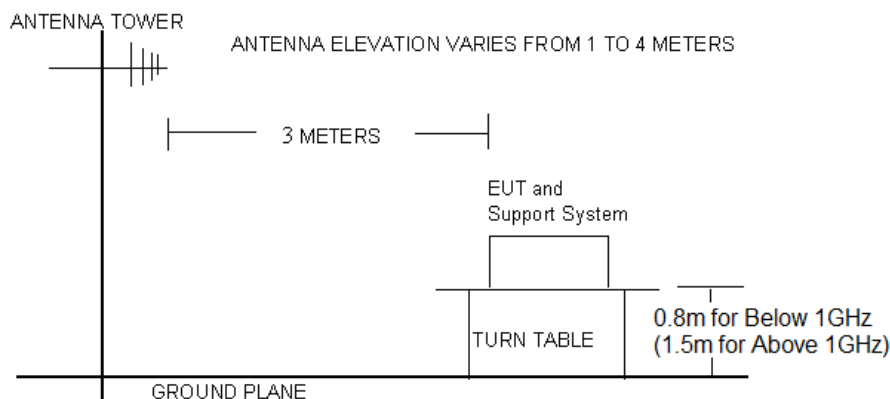 ANTENNA TOWER
ANTENNA ELEVATION VARIES FROM 1 TO 4 METERS
3 METERS
EUT and
Support System
0.8m for Below 1GHz
(1.5m for Above 1GHz)
TURN TABLE
GROUND PLANE